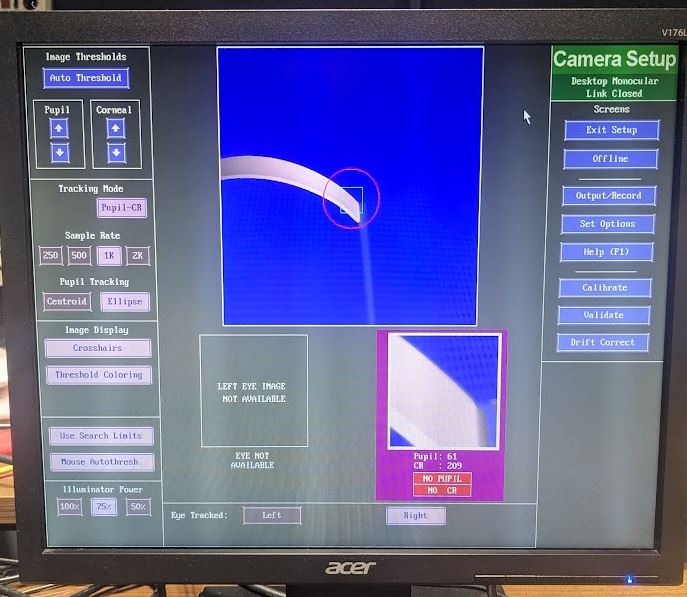 V176L
Image Thresholds
Auto Threshold
Pupil
Corneal
Tracking Mode
Pupil-CR
Sample Rate
250 500 1K 2K
Pupil Tracking
Centroid Ellipse
Image Display
Crosshairs
Threshold Coloring
Use Search Limits
Mouse Autothresh.
Illuminator Power
100% 75% 50%
LEFT EYE IMAGE
NOT AVAILABLE
EYE NOT
AVAILABLE
Pupil: 61
CR : 209
NO PUPIL
NO CR
Eye Tracked: Left Right
Camera Setup
Desktop Monocular
Link Closed
Screens
Exit Setup
Offline
Output/Record
Set Options
Help (F1)
Calibrate
Validate
Drift Correct
acer